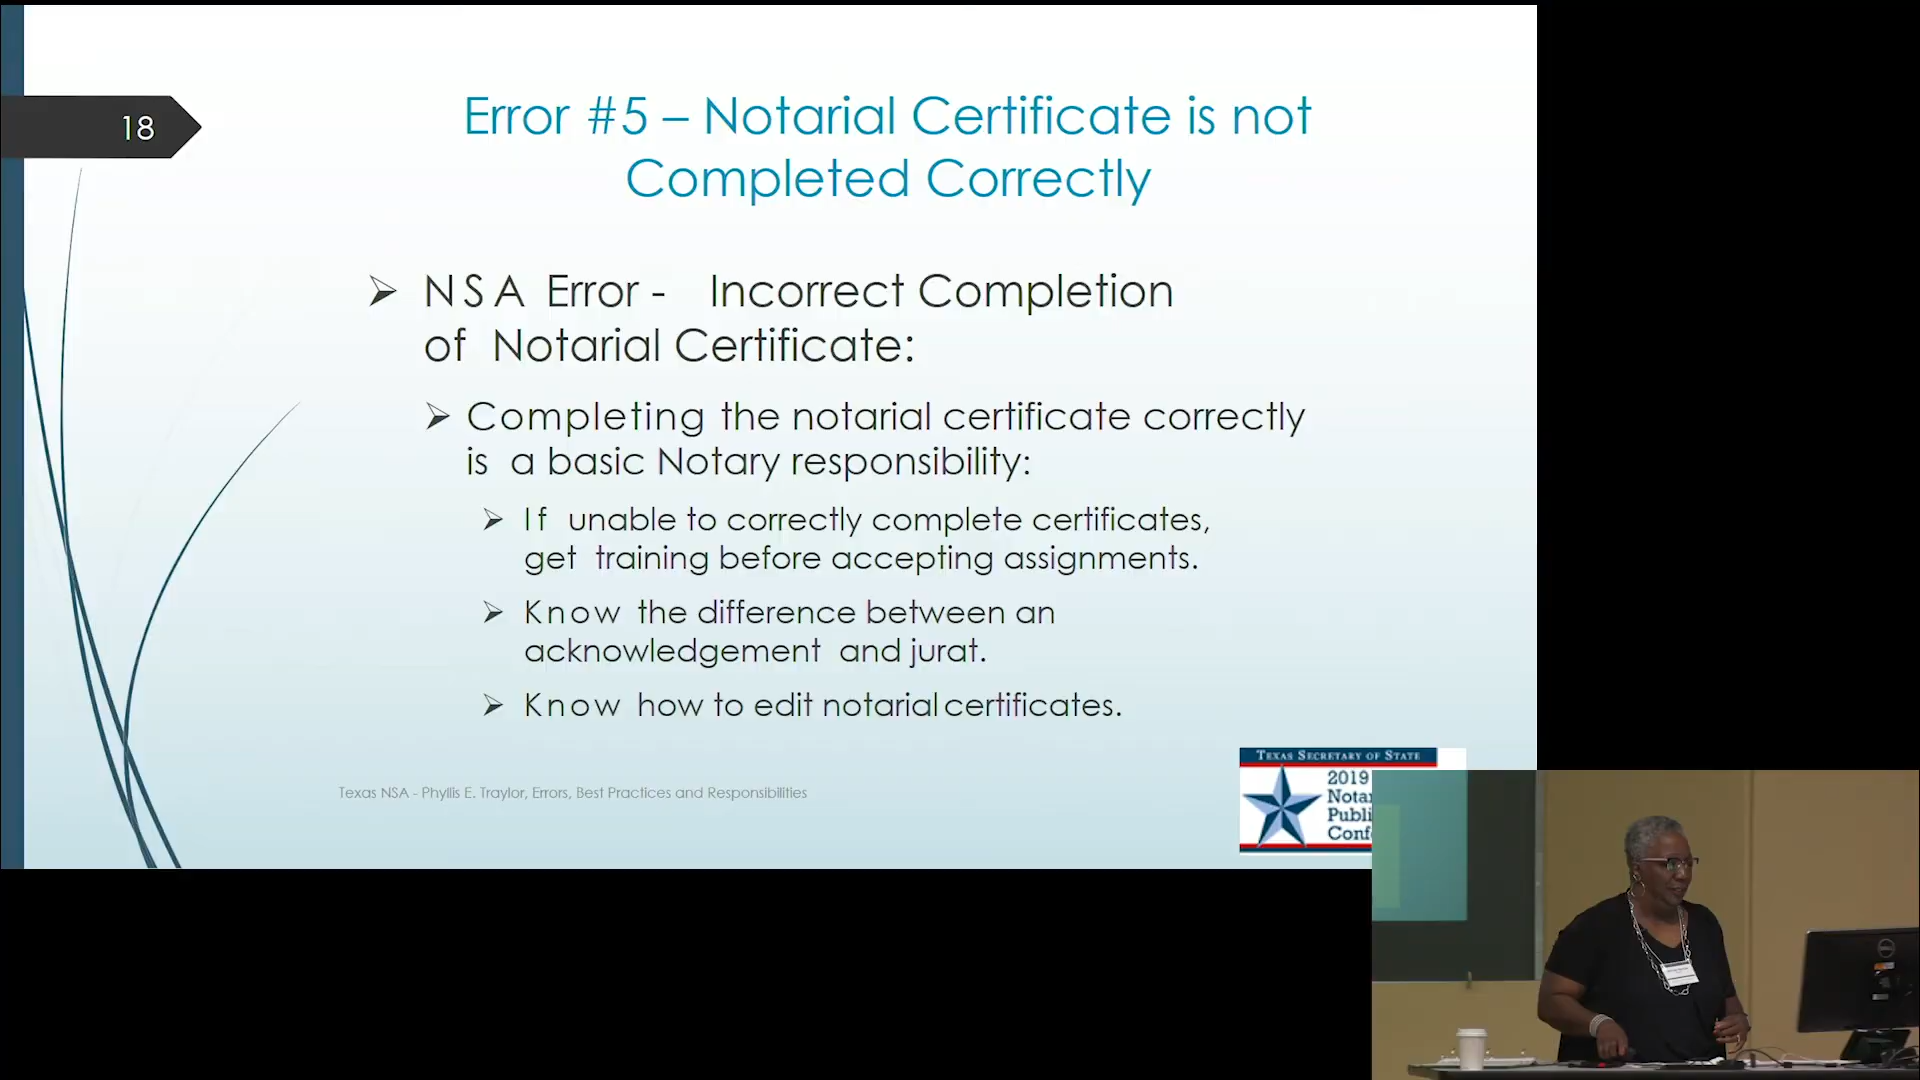 18
Error #5 – Notarial Certificate is not
Completed Correctly
NSA Error - Incorrect Completion
of Notarial Certificate:
Completing the notarial certificate correctly
is a basic Notary responsibility:
If unable to correctly complete certificates,
get training before accepting assignments.
Know the difference between an
acknowledgement and jurat.
Know how to edit notarial certificates.
Texas NSA - Phyllis E. Traylor, Errors, Best Practices and Responsibilities
TEXAS SECRETARY OF STATE
2019
Nota
Publi
Conf
DELL